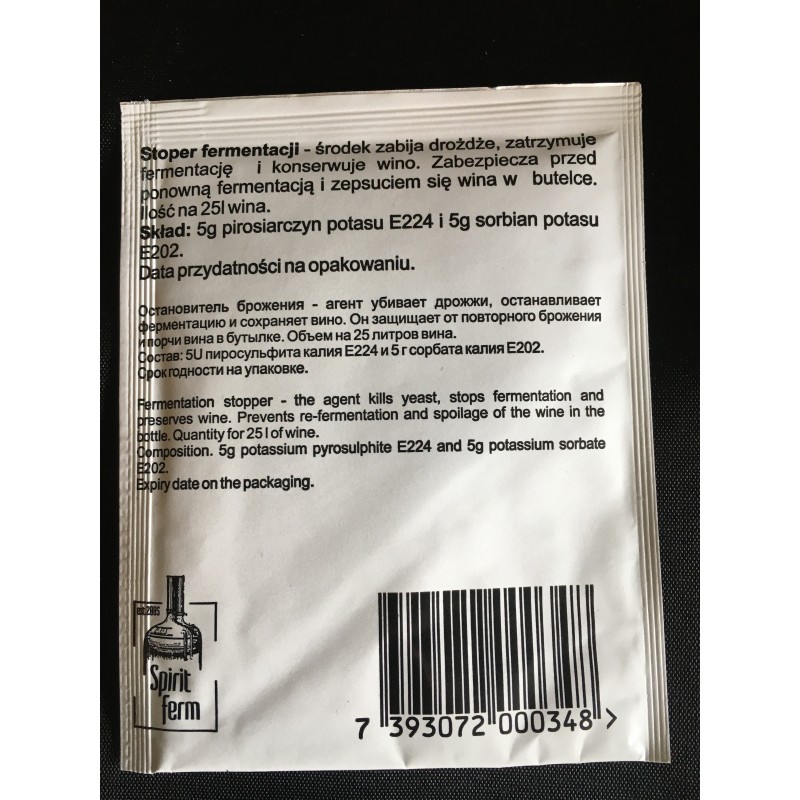 Stoper fermentacji - środek zabija drożdże, zatrzymuje
fermentację i konserwuje wino. Zabezpiecza przed
ponowną fermentacją i zepsuciem się wina w butelce.
Ilość na 25l wina.
Skład: 5g pirosiarczyn potasu E224 i 5g sorbian potasu
E202.
Data przydatności na opakowaniu.
Остановитель брожения - агент убивает дрожжи, останавливает
ферментацию и сохраняет вино. Он защищает от повторного брожения
и порчи вина в бутылке. Объем на 25 литров вина.
Состав: 5U пиросульфита калия E224 и 5 г сорбата калия E202.
Срок годности на упаковке.
Fermentation stopper - the agent kills yeast, stops fermentation and
preserves wine. Prevents re-fermentation and spoilage of the wine in the
bottle. Quantity for 25 l of wine.
Composition. 5g potassium pyrosulphite E224 and 5g potassium sorbate
E202.
Expiry date on the packaging.
est.2005
Spirit
ferm
7 393072 000348 >